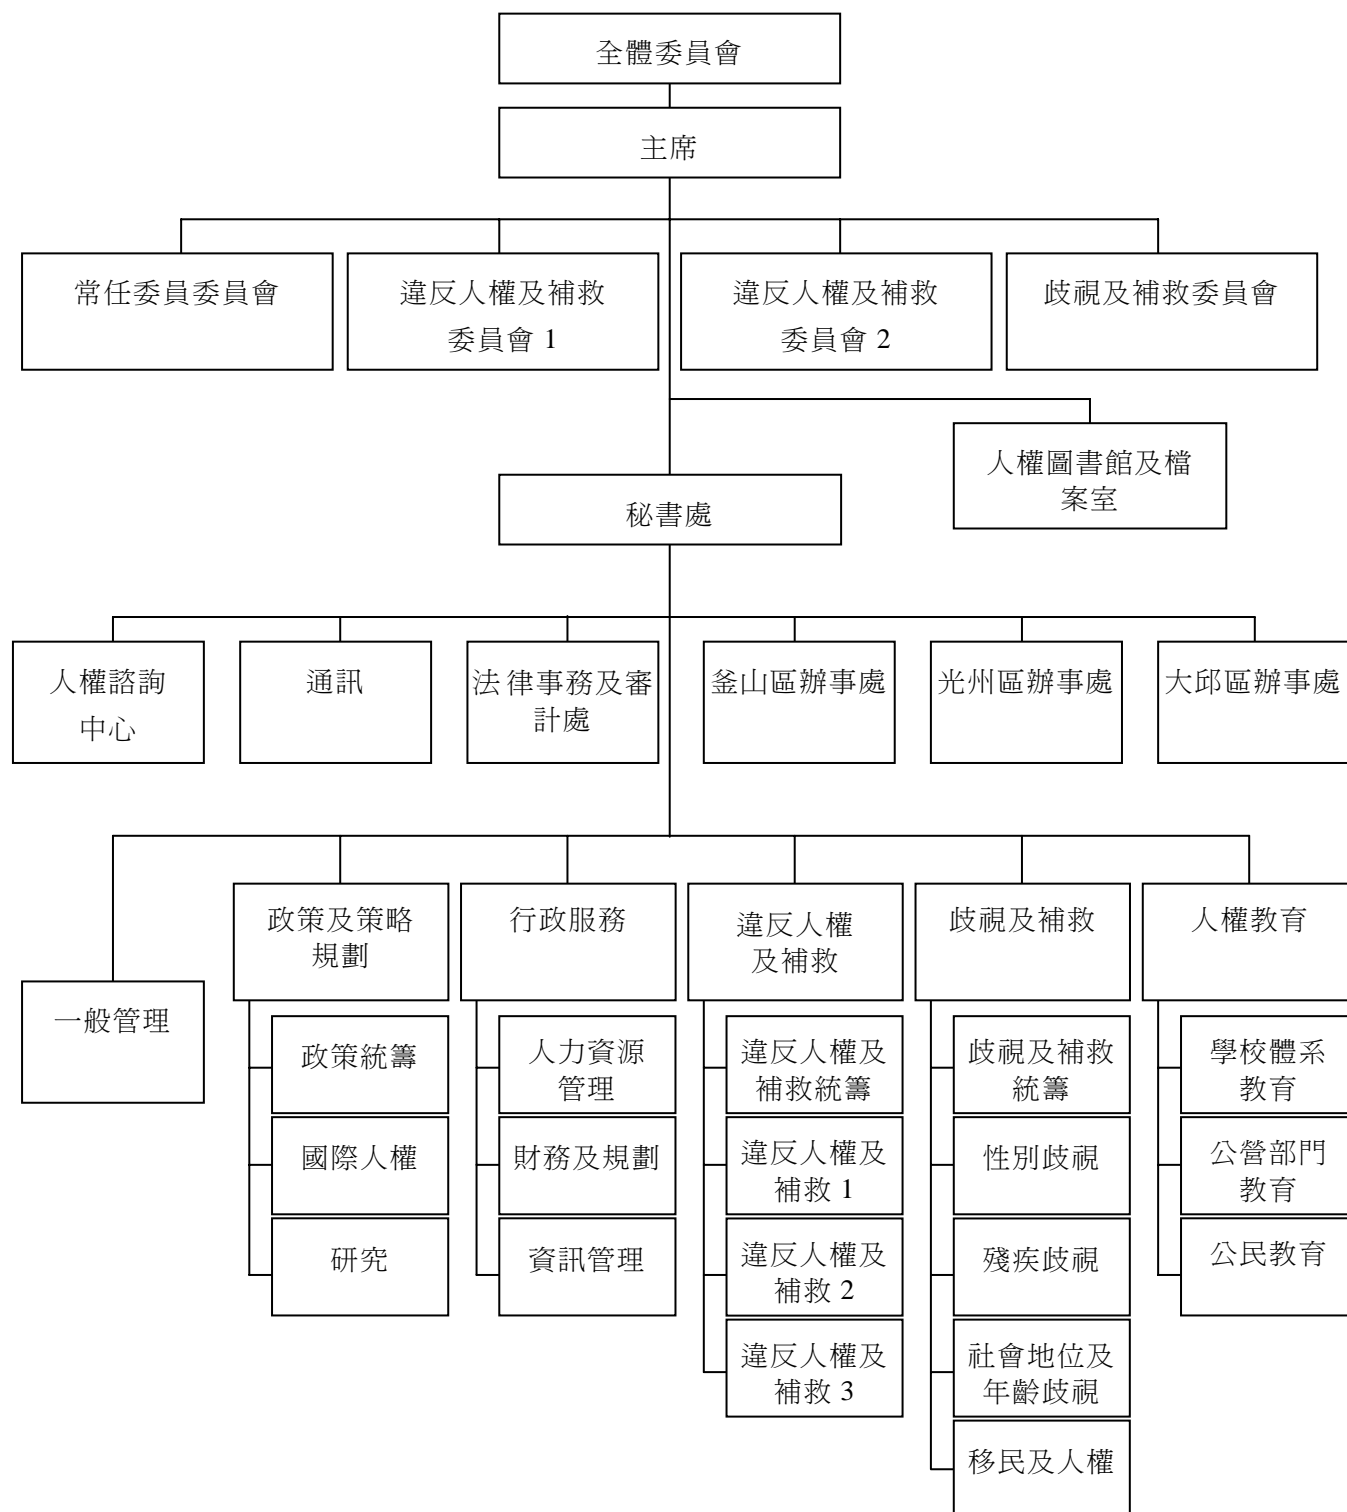 全體委員會
主席
常任委員委員會
違反人權及補救
委員會 1
違反人權及補救
委員會 2
歧視及補救委員會
人權圖書館及檔
案室
秘書處
人權諮詢
中心
通訊
法律事務及審
計處
釜山區辦事處
光州區辦事處
大邱區辦事處
一般管理
政策及策略
規劃
政策統籌
國際人權
研究
行政服務
人力資源
管理
財務及規劃
資訊管理
違反人權
及補救
違反人權及
補救統籌
違反人權及
補救 1
違反人權及
補救 2
違反人權及
補救 3
歧視及補救
歧視及補救
統籌
性別歧視
殘疾歧視
社會地位及
年齡歧視
移民及人權
人權教育
學校體系
教育
公營部門
教育
公民教育